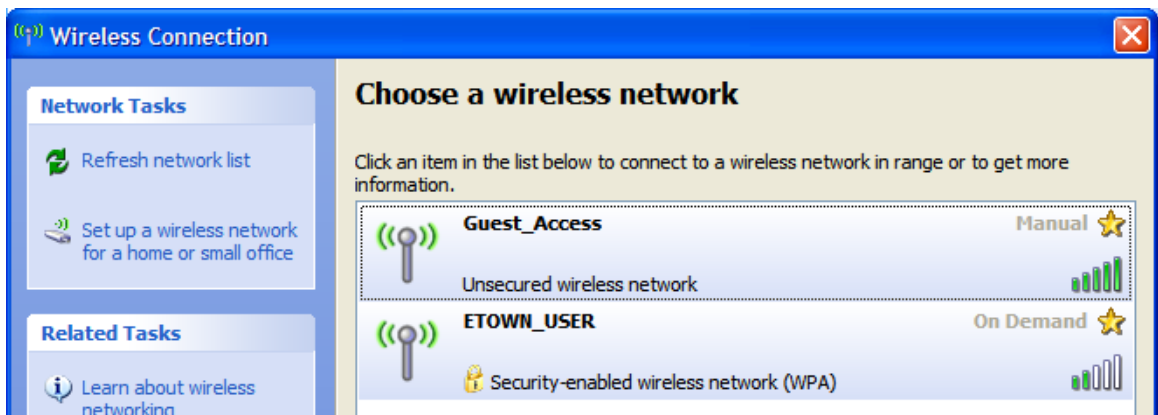 Wireless Connection
Network Tasks
Refresh network list
Set up a wireless network
for a home or small office
Related Tasks
Learn about wireless
networking
Choose a wireless network
Click an item in the list below to connect to a wireless network in range or to get more
information.
Guest_Access Manual
Unsecured wireless network
ETOWN_USER On Demand
Security-enabled wireless network (WPA)